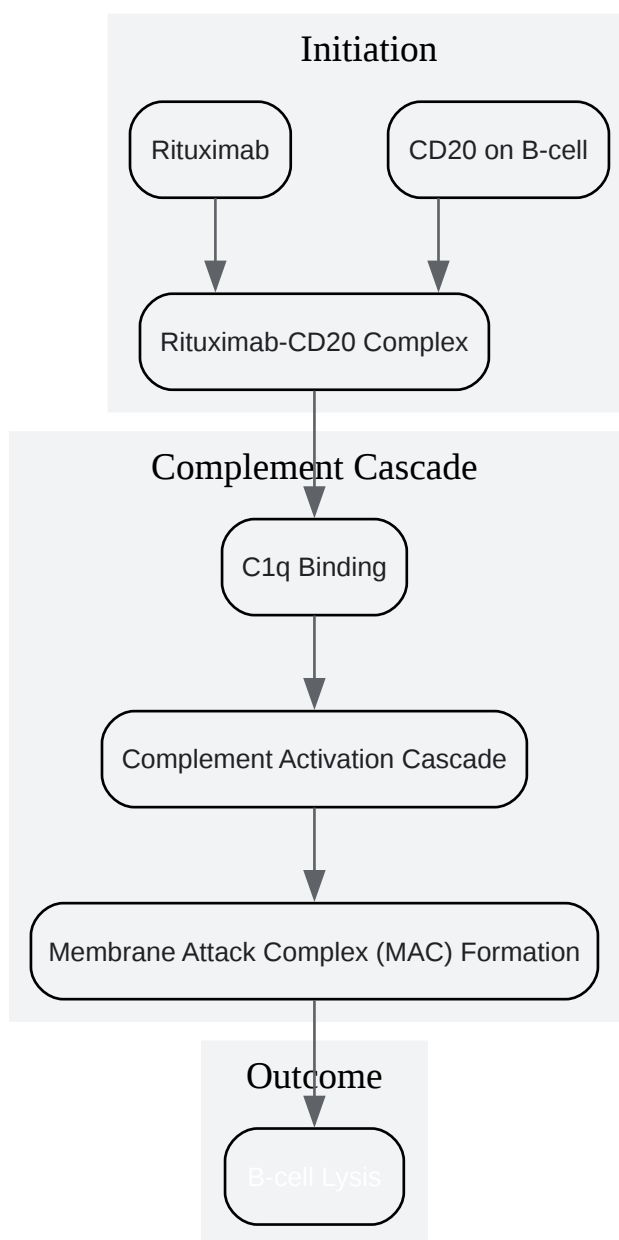 Initiation
Rituximab
CD20 on B-cell
Rituximab-CD20 Complex
Complement Cascade
C1q Binding
Complement Activation Cascade
Membrane Attack Complex (MAC) Formation
Outcome
B-cell Lysis